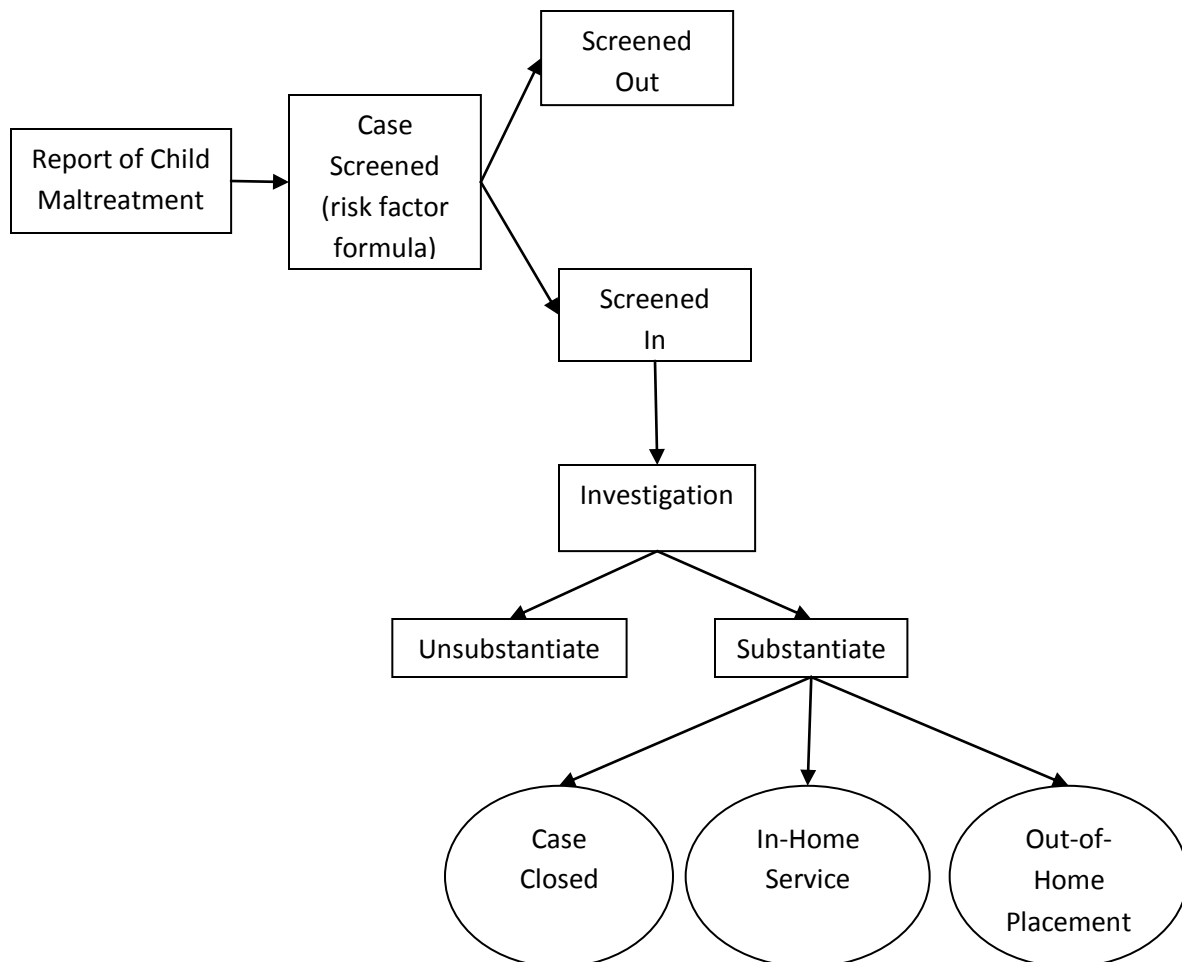 Screened
Out
Report of Child
Maltreatment
Case
Screened
(risk factor
formula)
Screened
In
Investigation
Unsubstantiate
Substantiate
Case
Closed
In-Home
Service
Out-of-
Home
Placement